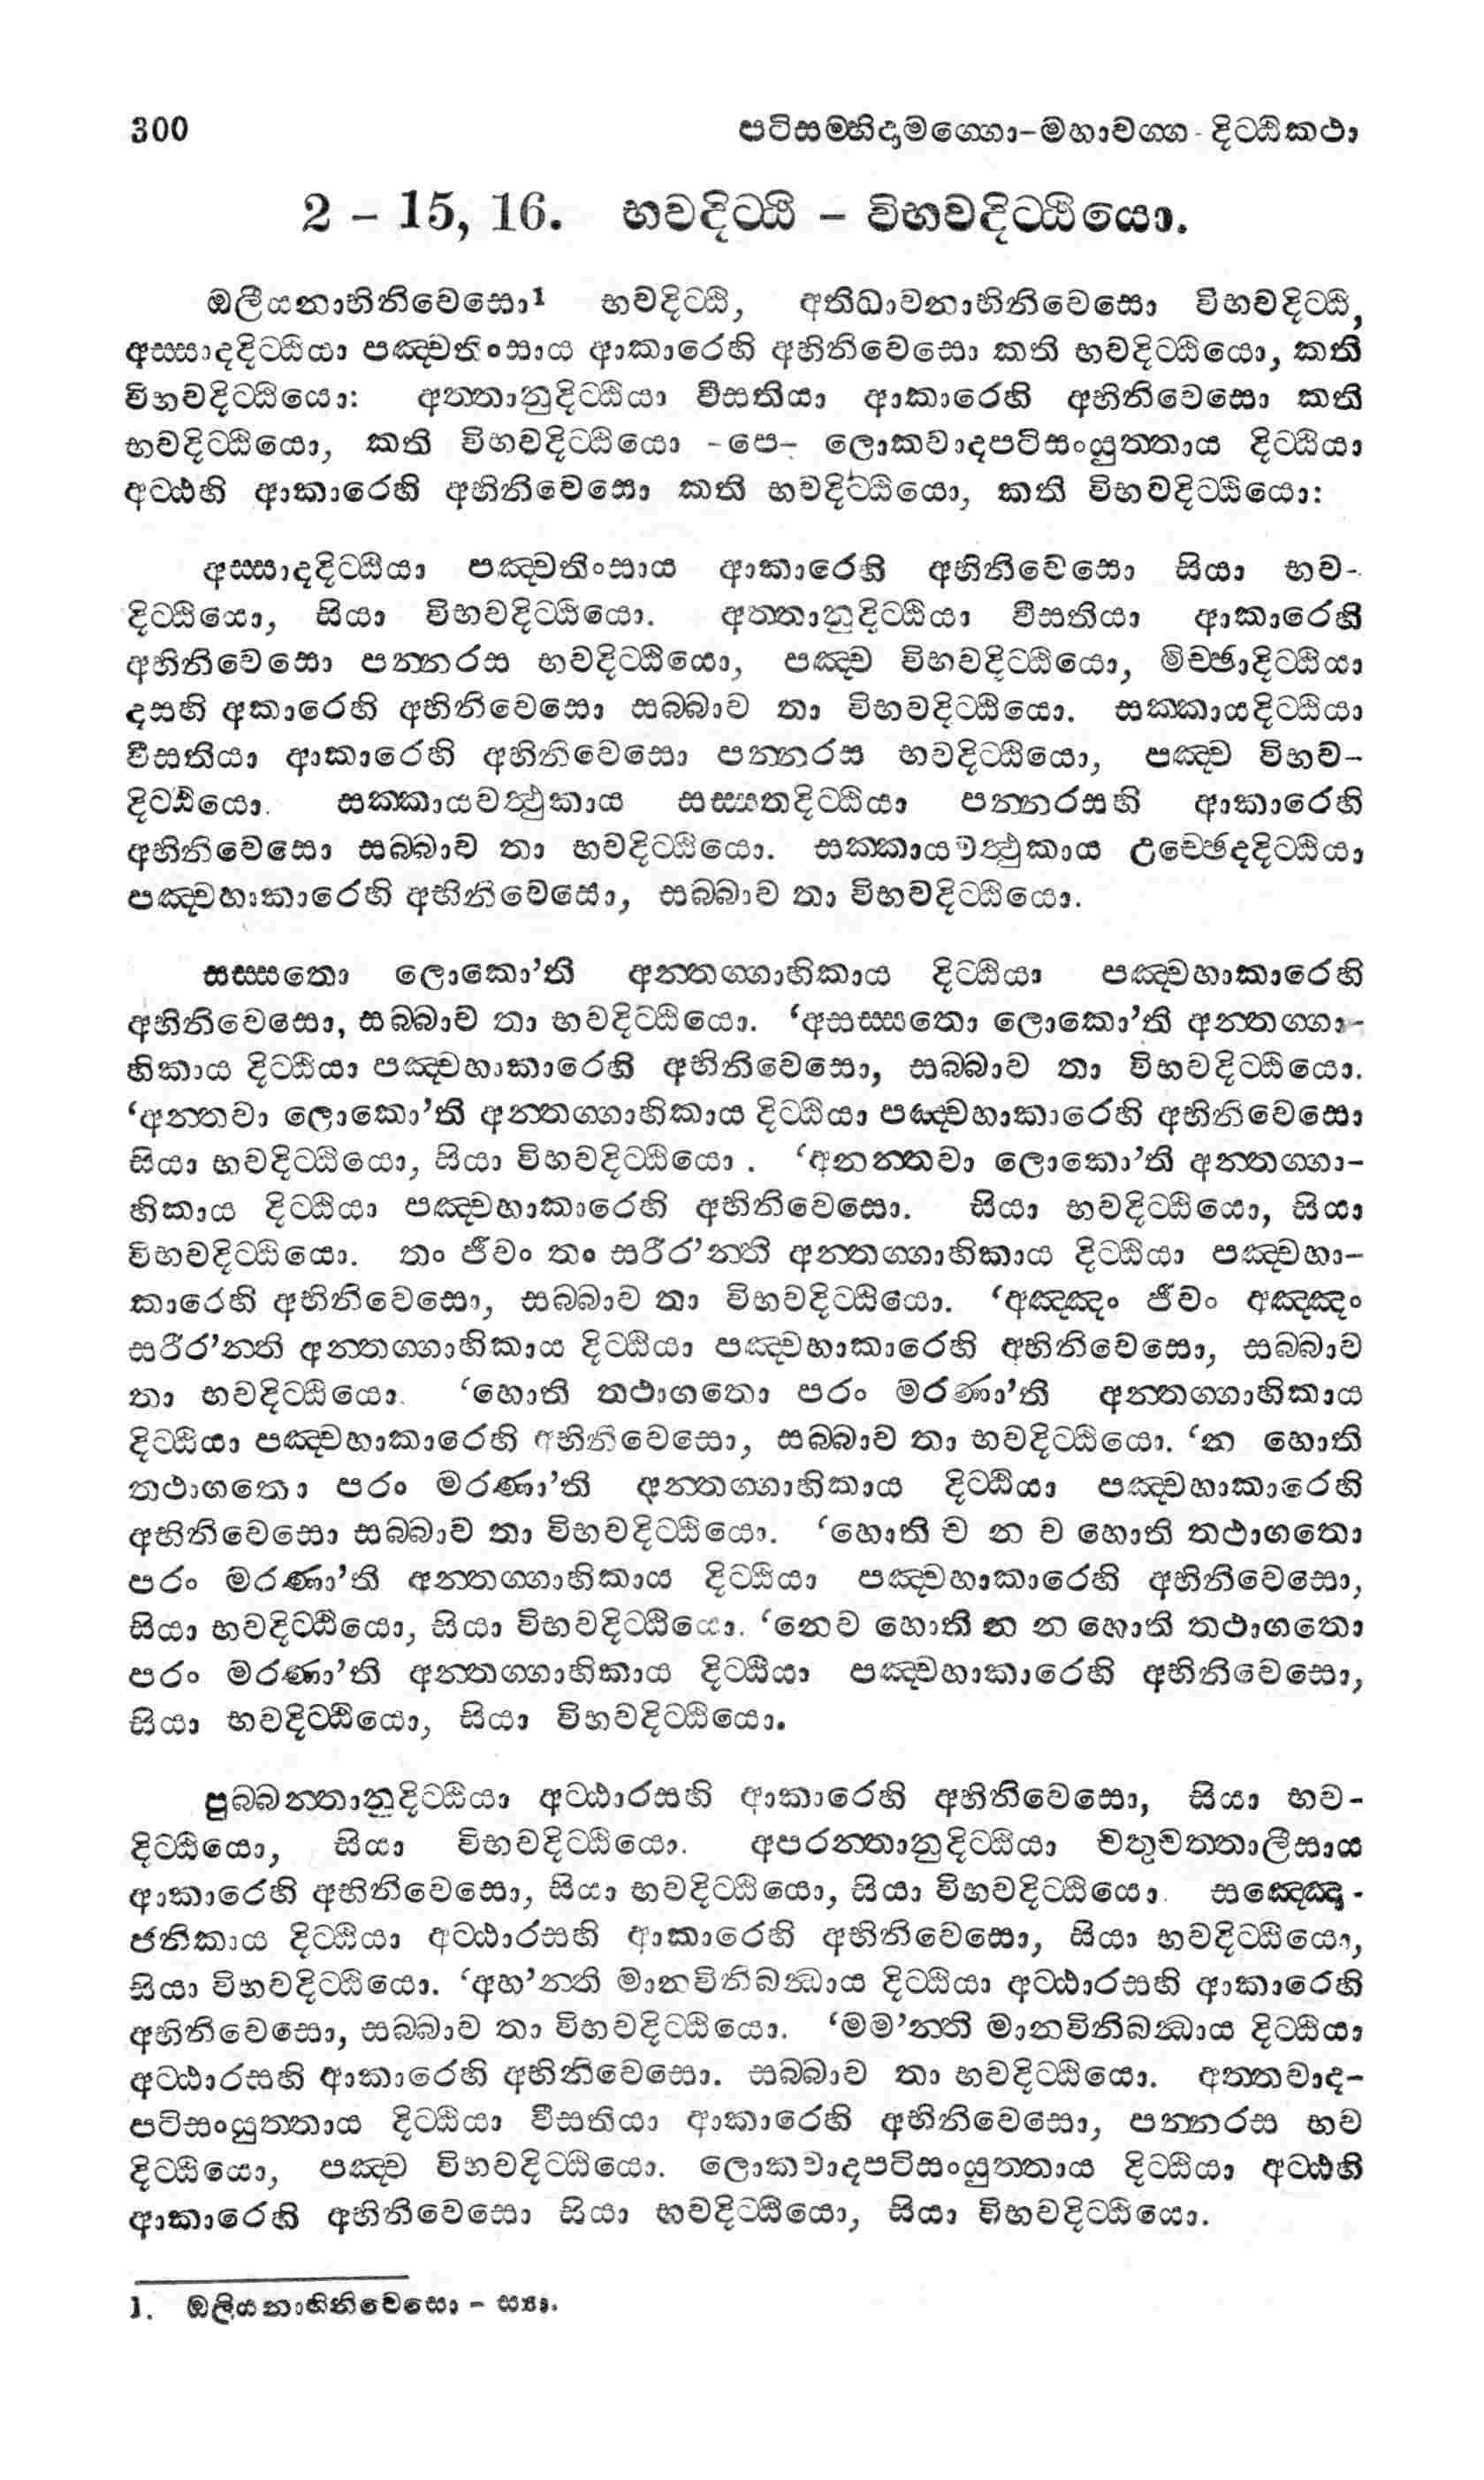 300 පටිසම්භිදාමග්ගො-මහාවග්ග - දිට්ඨිකථා
2 – 15, 16. භවදිට්ඨි – විභවදිට්ඨියො.
ඔලීයනාභිනිවෙසො1 භවදිට්ඨි, අතිධාවනාභිනිවෙසො විභවදිට්ඨි,
අස්සාදදිට්ඨියා පඤ්චතිංසාය ආකාරෙහි අභිනිවෙසො කති භවදිට්ඨියො, කති
විභවදිට්ඨියො: අත්තානුදිට්ඨියා වීසතියා ආකාරෙහි අභිනිවෙසො කති
භවදිට්ඨියො, කති විභවදිට්ඨියො -පෙ- ලොකවාදපටිසංයුත්තාය දිට්ඨියා
අට්ඨහි ආකාරෙහි අභිනිවෙසො කති භවදිට්ඨියො, කති විභවදිට්ඨියො:
අස්සාදදිට්ඨියා පඤ්චතිංසාය ආකාරෙහි අභිනිවෙසො සියා භව-
දිට්ඨියො, සියා විභවදිට්ඨියො. අත්තානුදිට්ඨියා වීසතියා ආකාරෙහි
අභිනිවෙසො පන්නරස භවදිට්ඨියො, පඤ්ච විභවදිට්ඨියො, මිච්ඡාදිට්ඨියා
දසහි අකාරෙහි අභිනිවෙසො සබ්බාව තා විභවදිට්ඨියො. සක්කායදිට්ඨියා
වීසතියා ආකාරෙහි අභිනිවෙසො පන්නරස භවදිට්ඨියො, පඤ්ච විභව-
දිට්ඨියො. සක්කායවත්ථුකාය සස්සතදිට්ඨියා පන්නරසහි ආකාරෙහි
අභිනිවෙසො සබ්බාව තා භවදිට්ඨියො. සක්කායවත්ථුකාය උච්ඡෙදදිට්ඨියා
පඤ්චහාකාරෙහි අභිනිවෙසො, සබ්බාව තා විභවදිට්ඨියො.
සස්සතො ලොකො’ති අන්තග්ගාහිකාය දිට්ඨියා පඤ්චහාකාරෙහි
අභිනිවෙසො, සබ්බාව තා භවදිට්ඨියො. ‘අසස්සතො ලොකො’ති අන්තග්ගා-
හිකාය දිට්ඨියා පඤ්චහාකාරෙහි අභිනිවෙසො, සබ්බාව තා විභවදිට්ඨියො.
‘අන්තවා ලොකො’ති අන්තග්ගාහිකාය දිට්ඨියා පඤ්චහාකාරෙහි අභිනිවෙසො
සියා භවදිට්ඨියො, සියා විභවදිට්ඨියො . ‘අනන්තවා ලොකො’ති අන්තග්ගා-
හිකාය දිට්ඨියා පඤ්චහාකාරෙහි අභිනිවෙසො. සියා භවදිට්ඨියො, සියා
විභවදිට්ඨියො. තං ජීවං තං සරීර’න්ති අන්තග්ගාහිකාය දිට්ඨියා පඤ්චහා-
කාරෙහි අභිනිවෙසො, සබ්බාව තා විභවදිට්ඨියො. ‘අඤ්ඤං ජීවං අඤ්ඤං
සරීර’න්ති අන්තග්ගාහිකාය දිට්ඨියා පඤ්චහාකාරෙහි අභිනිවෙසො, සබ්බාව
තා භවදිට්ඨියො. ‘හොති තථාගතො පරං මරණා’ති අන්තග්ගාහිකාය
දිට්ඨියා පඤ්චහාකාරෙහි අභිනිවෙසො, සබ්බාව තා භවදිට්ඨියො. ‘න හොති
තථාගතො පරං මරණා’ති අන්තග්ගාහිකාය දිට්ඨියා පඤ්චහාකාරෙහි
අභිනිවෙසො සබ්බාව තා විභවදිට්ඨියො. ‘හොති ච න ච හොති තථාගතො
පරං මරණා’ති අන්තග්ගාහිකාය දිට්ඨියා පඤ්චහාකාරෙහි අභිනිවෙසො,
සියා භවදිට්ඨියො, සියා විභවදිට්ඨියො. ‘නෙව හොති න න හොති තථාගතො
පරං මරණා’ති අන්තග්ගාහිකාය දිට්ඨියා පඤ්චහාකාරෙහි අභිනිවෙසො,
සියා භවදිට්ඨියො, සියා විභවදිට්ඨියො.
පුබ්බන්තානුදිට්ඨියා අට්ඨාරසහි ආකාරෙහි අභිනිවෙසො, සියා භව-
දිට්ඨියො, සියා විභවදිට්ඨියො. අපරන්තානුදිට්ඨියා චතුචත්තාලීසාය
ආකාරෙහි අභිනිවෙසො, සියා භවදිට්ඨියො, සියා විභවදිට්ඨියො. සඤ්ඤො-
ජනිකාය දිට්ඨියා අට්ඨාරසහි ආකාරෙහි අභිනිවෙසො, සියා භවදිට්ඨියො,
සියා විභවදිට්ඨියො. ‘අහ’න්ති මානවිනිබන්ධාය දිට්ඨියා අට්ඨාරසහි ආකාරෙහි
අභිනිවෙසො, සබ්බාව තා විභවදිට්ඨියො. ‘මම’න්ති මානවිනිබන්ධාය දිට්ඨියා
අට්ඨාරසහි ආකාරෙහි අභිනිවෙසො. සබ්බාව තා භවදිට්ඨියො. අත්තවාද-
පටිසංයුත්තාය දිට්ඨියා වීසතියා ආකාරෙහි අභිනිවෙසො, පන්නරස භව
දිට්ඨියො, පඤ්ච විභවදිට්ඨියො. ලොකවාදපටිසංයුත්තාය දිට්ඨියා අට්ඨහි
ආකාරෙහි අභිනිවෙසො සියා භවදිට්ඨියො, සියා විභවදිට්ඨියො.
1. ඔලියනාභිනිවෙසො - ස්‍යා.